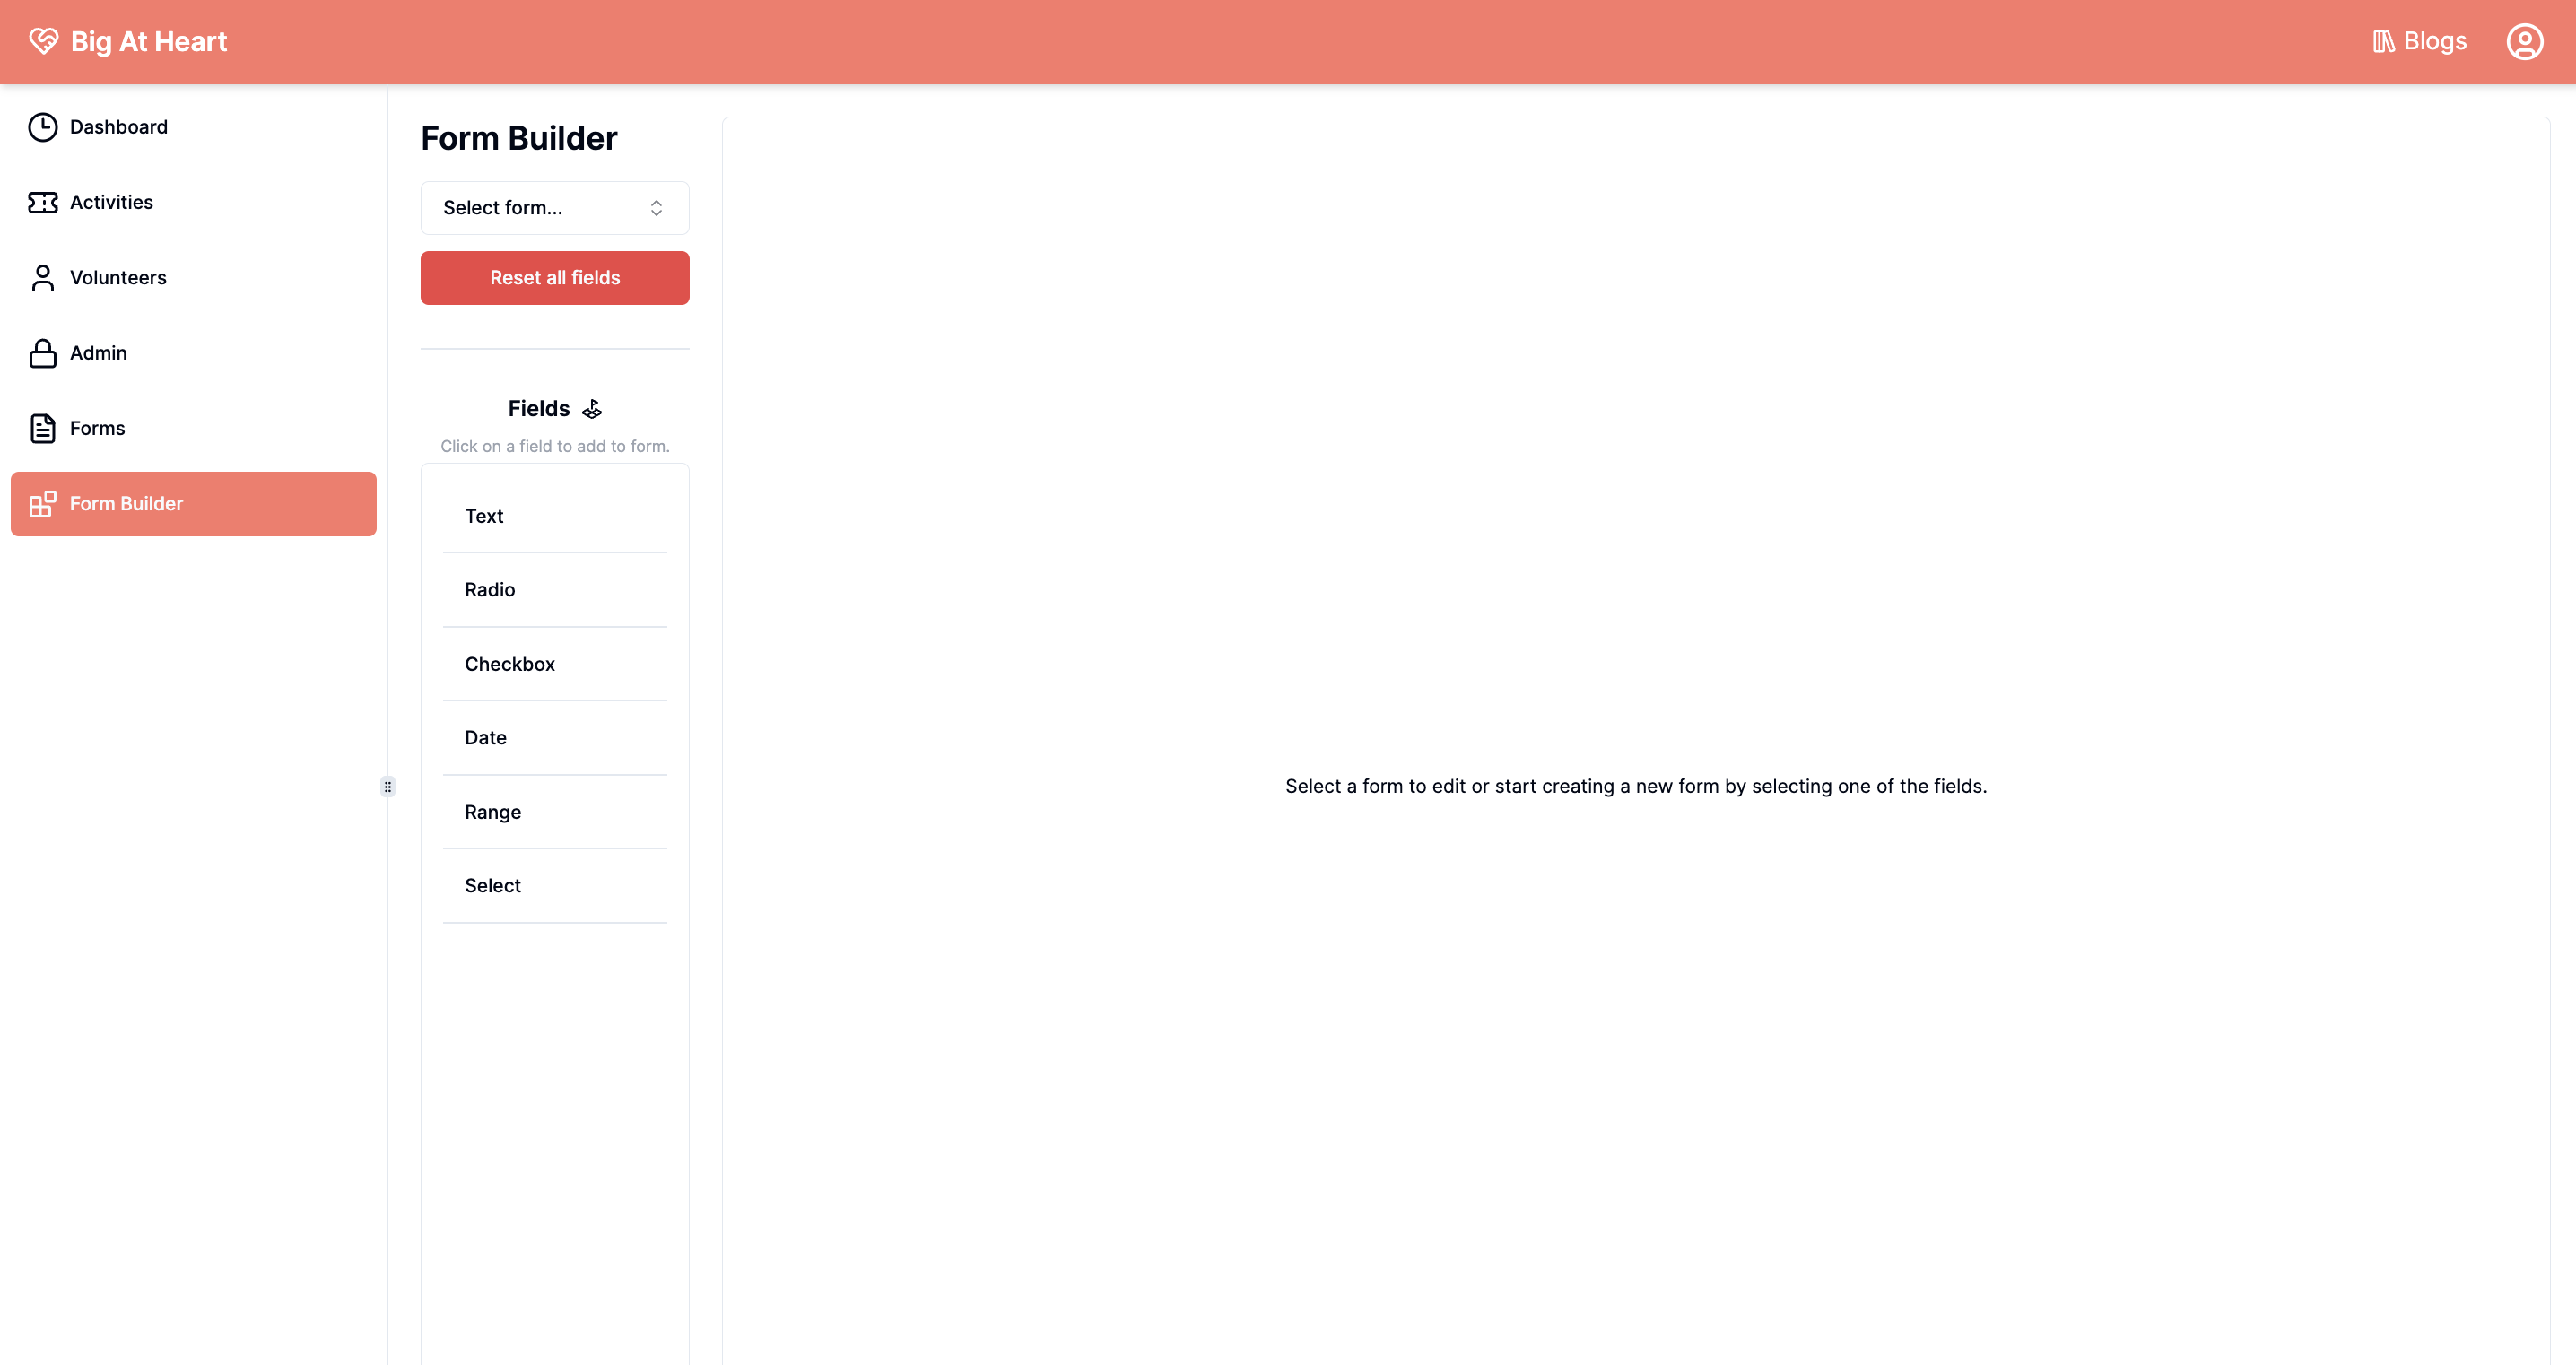 Big At Heart
Blogs
Dashboard
Activities
Volunteers
Admin
Forms
Form Builder
Form Builder
Select form...
Reset all fields
Fields
Click on a field to add to form.
Text
Radio
Checkbox
Date
Range
Select
Select a form to edit or start creating a new form by selecting one of the fields.